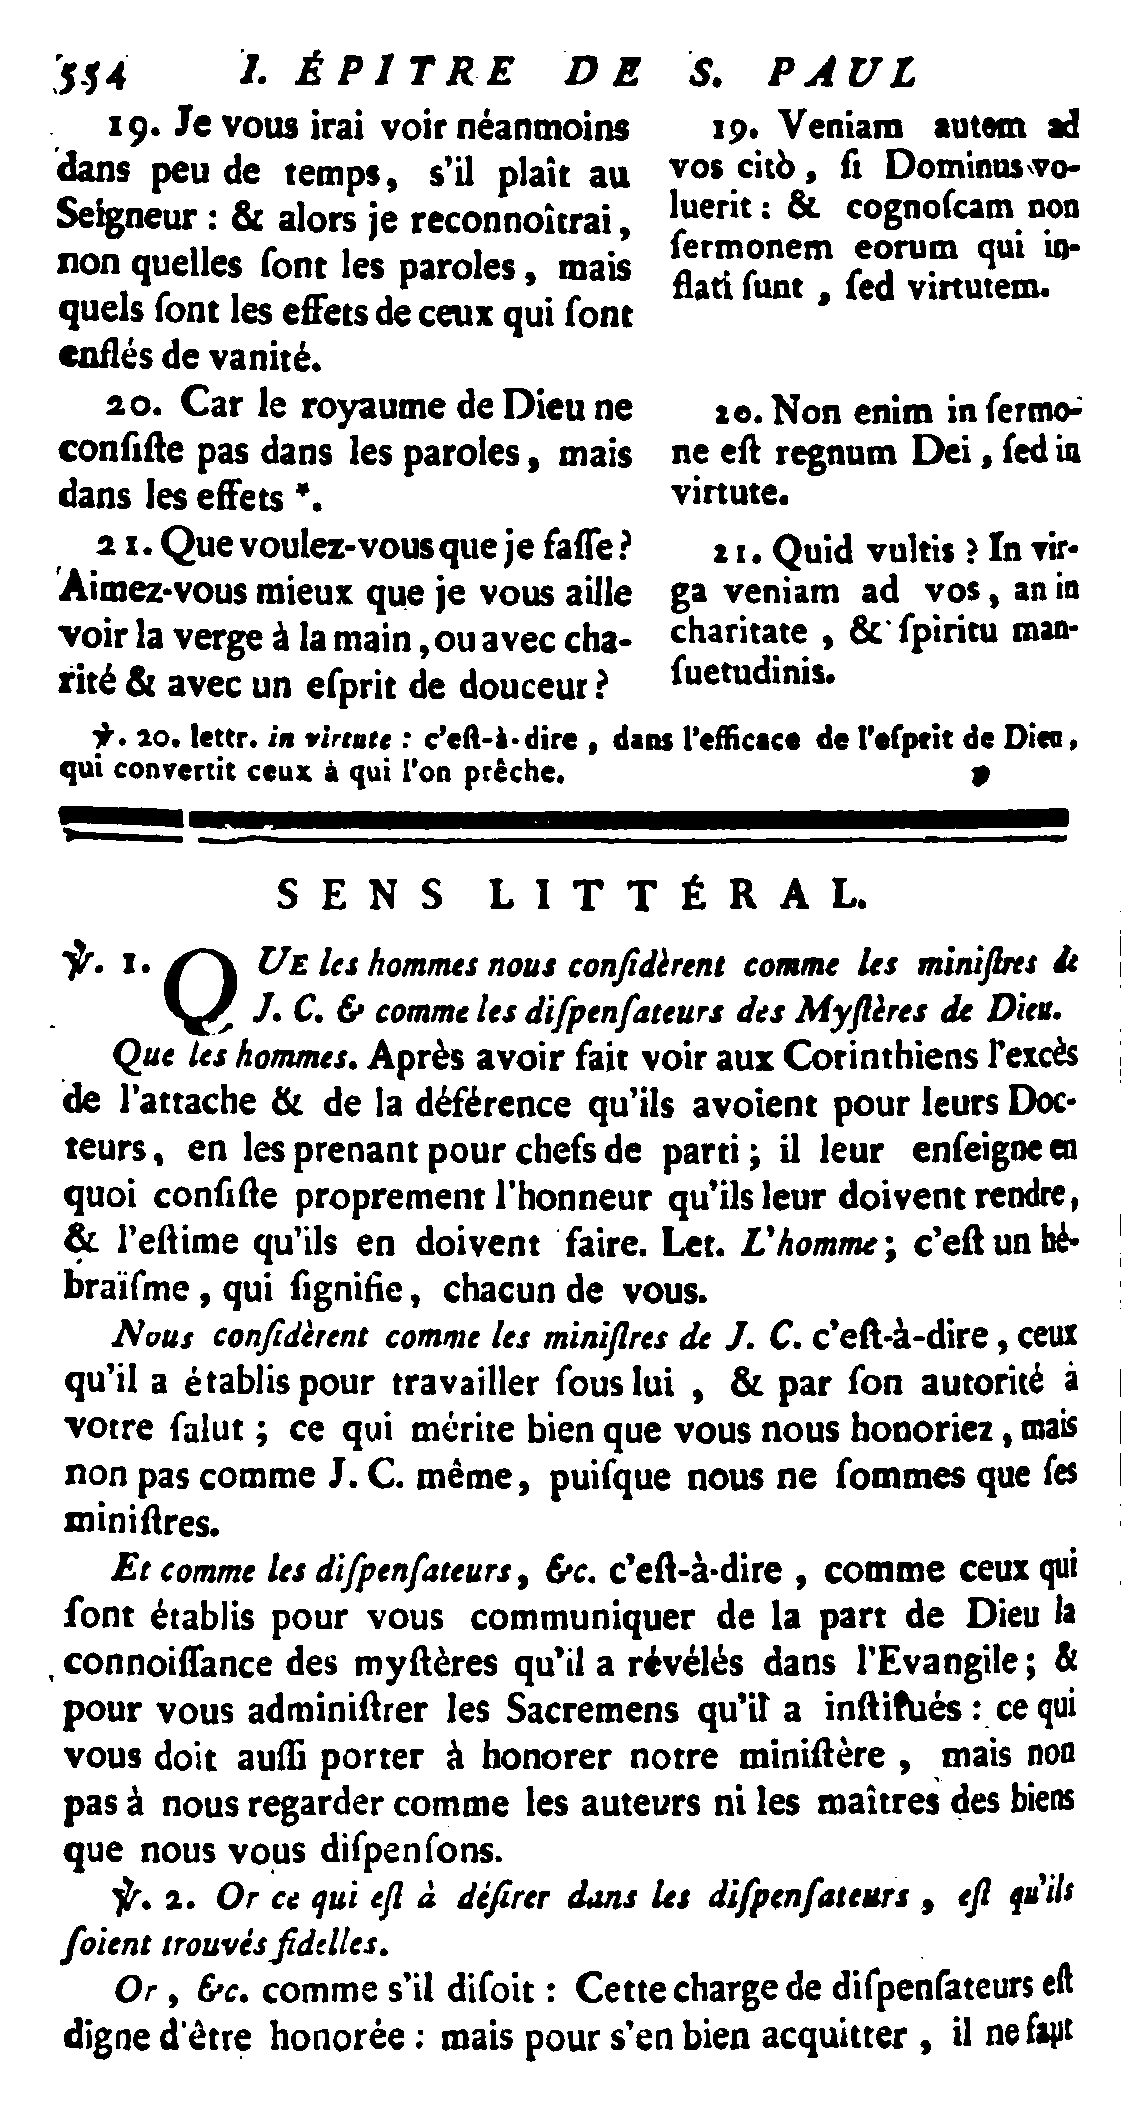 554 I. ÉPITRE DE S. PAUL
19. Je vous irai voir néanmoins
dans peu de temps, s'il plaît au
Seigneur : & alors je reconnoîtrai,
non quelles ſont les paroles, mais
quels ſont les effets de ceux qui ſont
enflés de vanité.
20. Car le royaume de Dieu ne
conſiſte pas dans les paroles, mais
dans les effets *.
21. Que voulez-vous que je faſſe ?
Aimez-vous mieux que je vous aille
voir la verge à la main, ou avec cha-
rité & avec un eſprit de douceur ?
19. Veniam autem ad
vos citò, ſi Dominus vo-
luerit : & cognoſcam non
ſermonem eorum qui in-
flati ſunt, ſed virtutem.
20. Non enim in ſermo-
ne eſt regnum Dei, ſed in
virtute.
21. Quid vultis ? In vir-
ga veniam ad vos, an in
charitate, & ſpiritu man-
ſuetudinis.
℣. 20. lettr. in virtute : c'eſt-à-dire, dans l'efficace de l'eſprit de Dieu,
qui convertit ceux à qui l'on prêche.
SENS LITTÉRAL.
℣. 1. QUE les hommes nous conſidèrent comme les miniſtres de
J. C. & comme les diſpenſateurs des Myſtères de Dieu.
Que les hommes. Après avoir fait voir aux Corinthiens l'excès
de l'attache & de la déférence qu'ils avoient pour leurs Doc-
teurs, en les prenant pour chefs de parti ; il leur enſeigne en
quoi conſiſte proprement l'honneur qu'ils leur doivent rendre,
& l'eſtime qu'ils en doivent faire. Let. L'homme ; c'eſt un hé-
braïſme, qui ſignifie, chacun de vous.
Nous conſidèrent comme les miniſtres de J. C. c'eſt-à-dire, ceux
qu'il a établis pour travailler ſous lui, & par ſon autorité à
votre ſalut ; ce qui mérite bien que vous nous honoriez, mais
non pas comme J. C. même, puiſque nous ne ſommes que ſes
miniſtres.
Et comme les diſpenſateurs, &c. c'eſt-à-dire, comme ceux qui
ſont établis pour vous communiquer de la part de Dieu la
connoiſſance des myſtères qu'il a révélés dans l'Evangile ; &
pour vous adminiſtrer les Sacremens qu'il a inſtitués : ce qui
vous doit auſſi porter à honorer notre miniſtère, mais non
pas à nous regarder comme les auteurs ni les maîtres des biens
que nous vous diſpenſons.
℣. 2. Or ce qui eſt à déſirer dans les diſpenſateurs, eſt qu'ils
ſoient trouvés fidelles.
Or, &c. comme s'il diſoit : Cette charge de diſpenſateurs eſt
digne d'être honorée : mais pour s'en bien acquitter, il ne faut